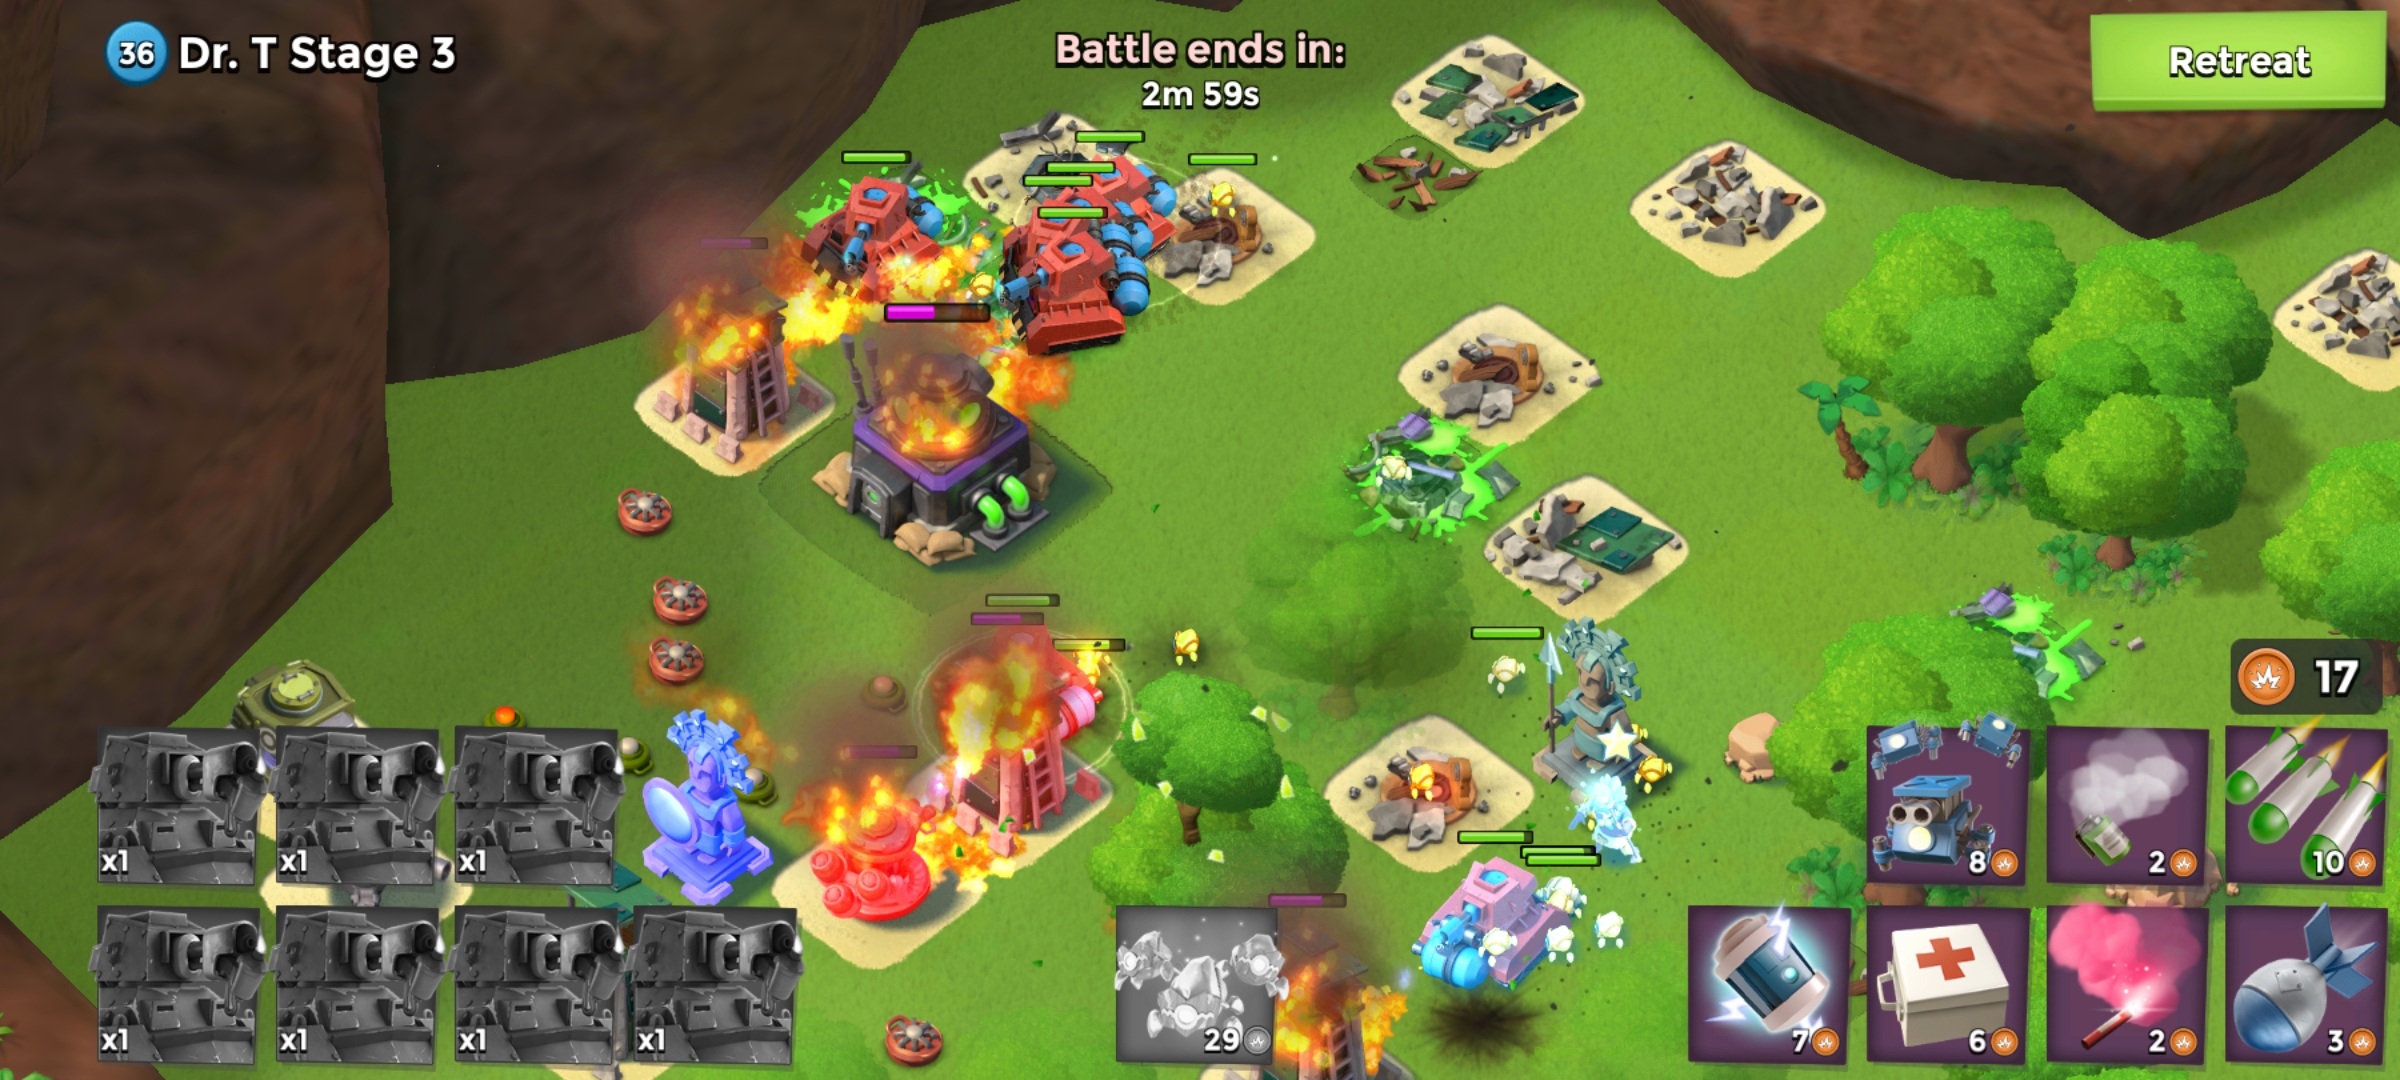 36 Dr. T Stage 3
Battle ends in:
2m 59s
Retreat
17
x1
x1
x1
8
2
10
x1
x1
x1
x1
29
7
6
2
3